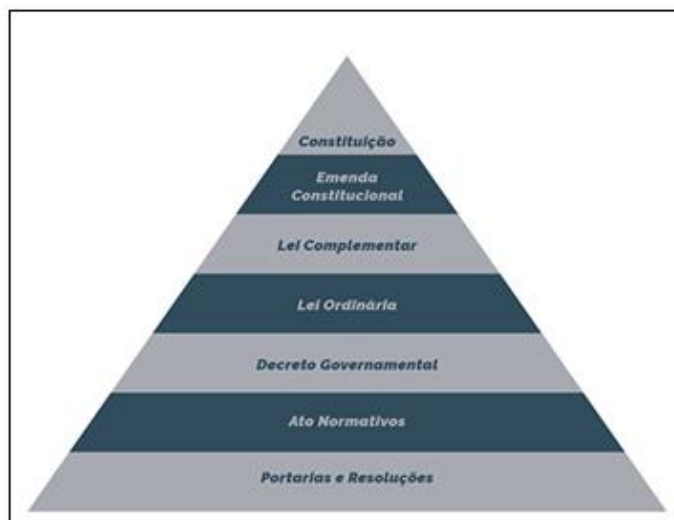 Constituição
Emenda
Constitucional
Lei Complementar
Lei Ordinária
Decreto Governamental
Ato Normativos
Portarias e Resoluções